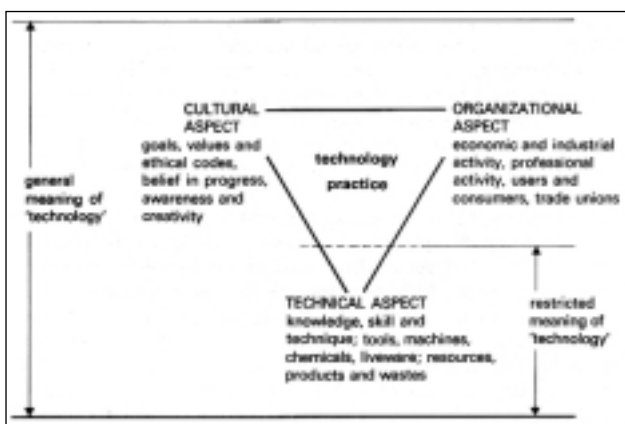 CULTURAL
ASPECT
goals, values and
ethical codes,
belief in progress,
awareness and
creativity
ORGANIZATIONAL
ASPECT
economic and industrial
activity, professional
activity, users and
consumers, trade unions
technology
practice
general
meaning of
'technology'
TECHNICAL ASPECT
knowledge, skill and
technique; tools, machines,
chemicals, liveware; resources,
products and wastes
restricted
meaning of
'technology'